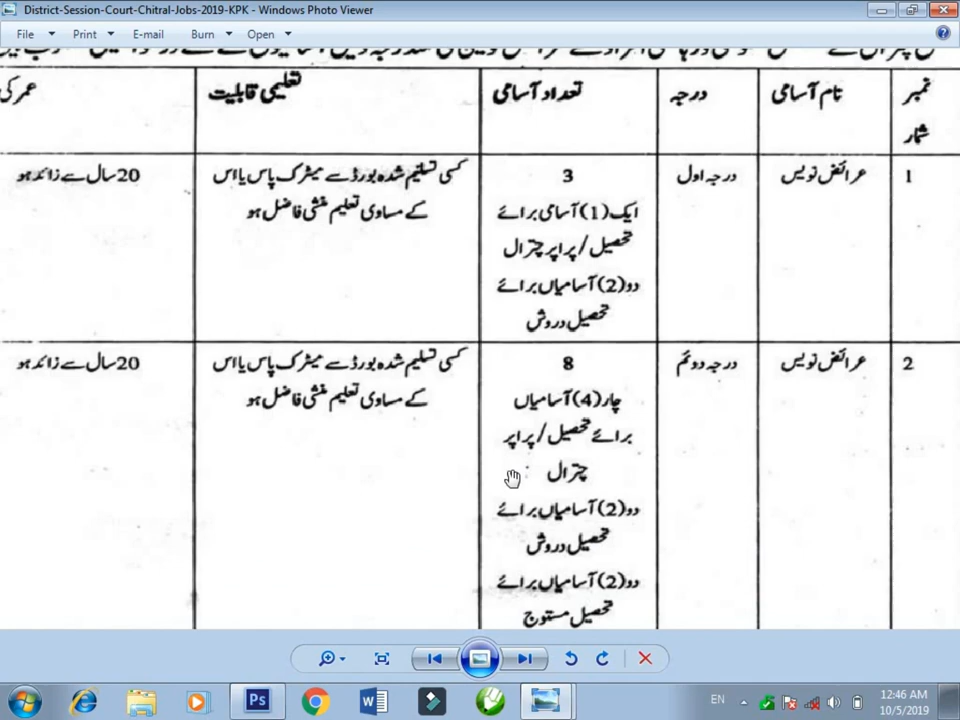 District-Session-Court-Chitral-Jobs-2019-KPK - Windows Photo Viewer
File Print E-mail Burn Open
نمبر شمار
نام آسامی
درجہ
تعداد آسامی
تعلیمی قابلیت
عمر کی
1
عرائض نویس
درجہ اول
3
ایک (1) آسامی برائے
تحصیل / پراپر چترال
دو (2) آسامیاں برائے
تحصیل دروش
کسی تسلیم شدہ بورڈ سے میٹرک پاس یا اس
کے مساوی تعلیم منشی فاضل ہو
20 سال سے زائد ہو
2
عرائض نویس
درجہ دوئم
8
چار (4) آسامیاں
برائے تحصیل / پراپر
چترال
دو (2) آسامیاں برائے
تحصیل دروش
دو (2) آسامیاں برائے
تحصیل مستوج
کسی تسلیم شدہ بورڈ سے میٹرک پاس یا اس
کے مساوی تعلیم منشی فاضل ہو
20 سال سے زائد ہو
Ps
EN
12:46 AM
10/5/2019